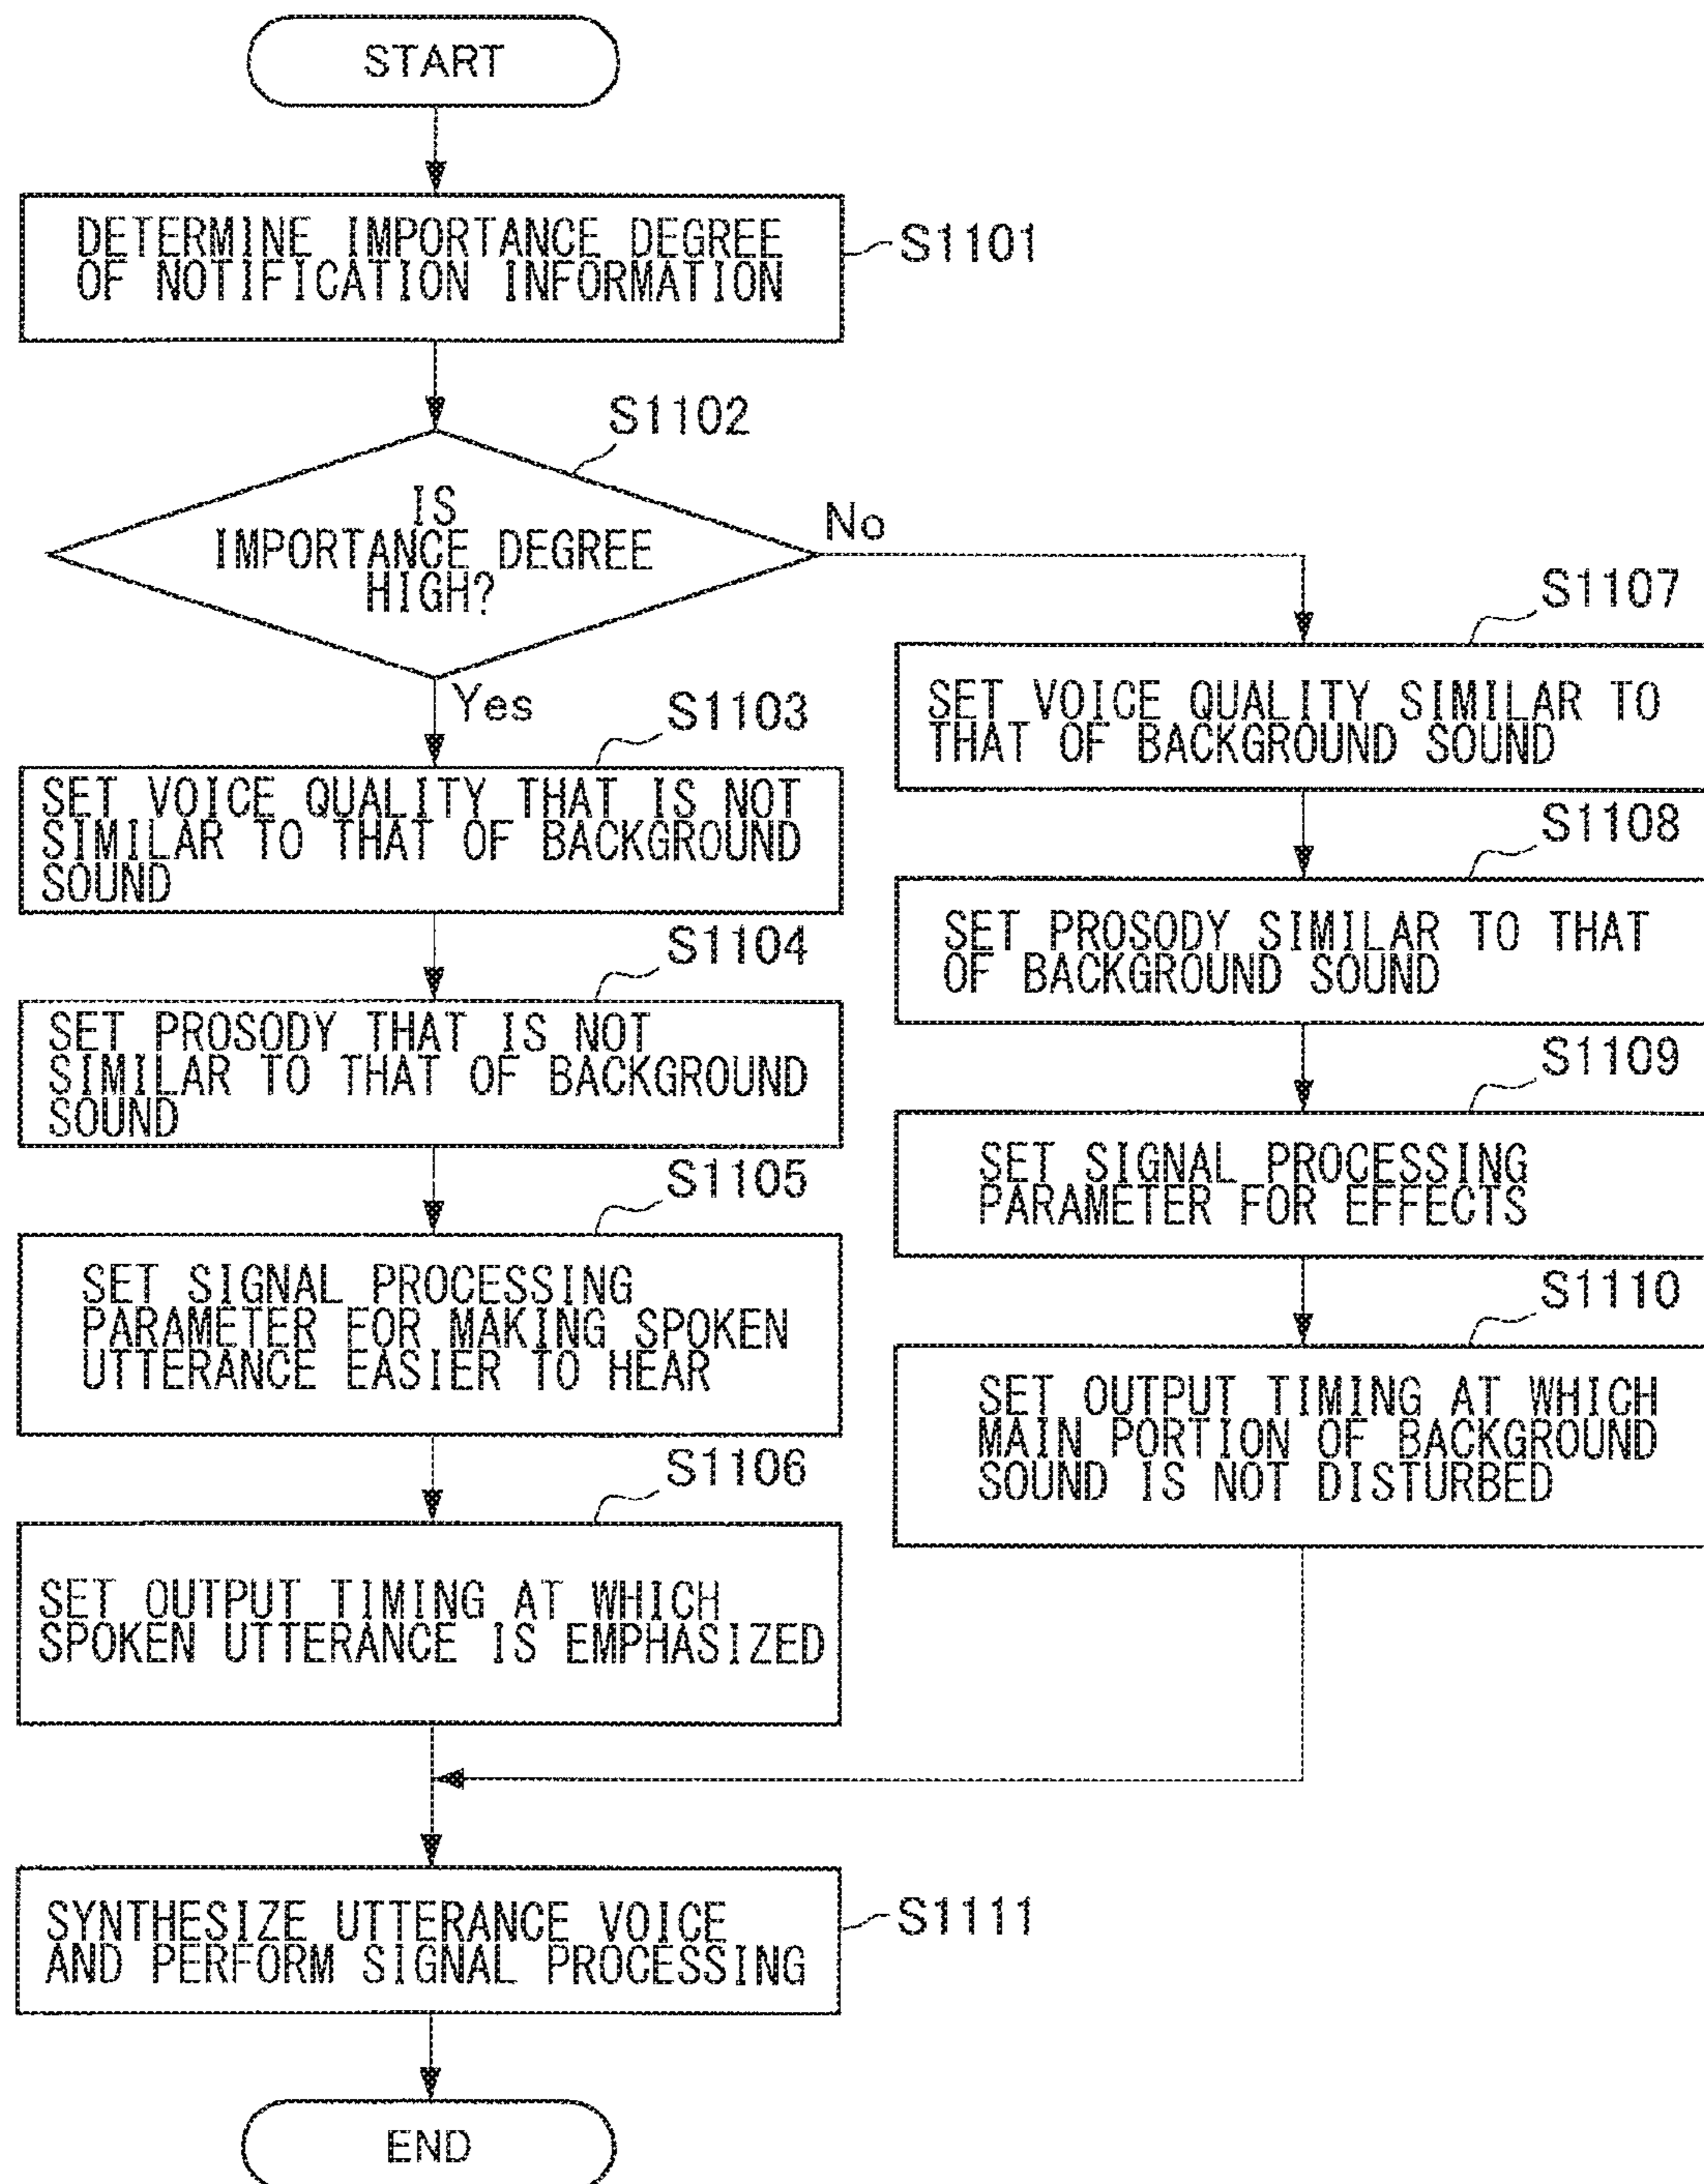 START
DETERMINE IMPORTANCE DEGREE
OF NOTIFICATION INFORMATION
S1101
S1102
IS
IMPORTANCE DEGREE
HIGH?
No
Yes
S1103
SET VOICE QUALITY THAT IS NOT
SIMILAR TO THAT OF BACKGROUND
SOUND
S1104
SET PROSODY THAT IS NOT
SIMILAR TO THAT OF BACKGROUND
SOUND
S1105
SET SIGNAL PROCESSING
PARAMETER FOR MAKING SPOKEN
UTTERANCE EASIER TO HEAR
S1106
SET OUTPUT TIMING AT WHICH
SPOKEN UTTERANCE IS EMPHASIZED
S1107
SET VOICE QUALITY SIMILAR TO
THAT OF BACKGROUND SOUND
S1108
SET PROSODY SIMILAR TO THAT
OF BACKGROUND SOUND
S1109
SET SIGNAL PROCESSING
PARAMETER FOR EFFECTS
S1110
SET OUTPUT TIMING AT WHICH
MAIN PORTION OF BACKGROUND
SOUND IS NOT DISTURBED
SYNTHESIZE UTTERANCE VOICE
AND PERFORM SIGNAL PROCESSING
S1111
END